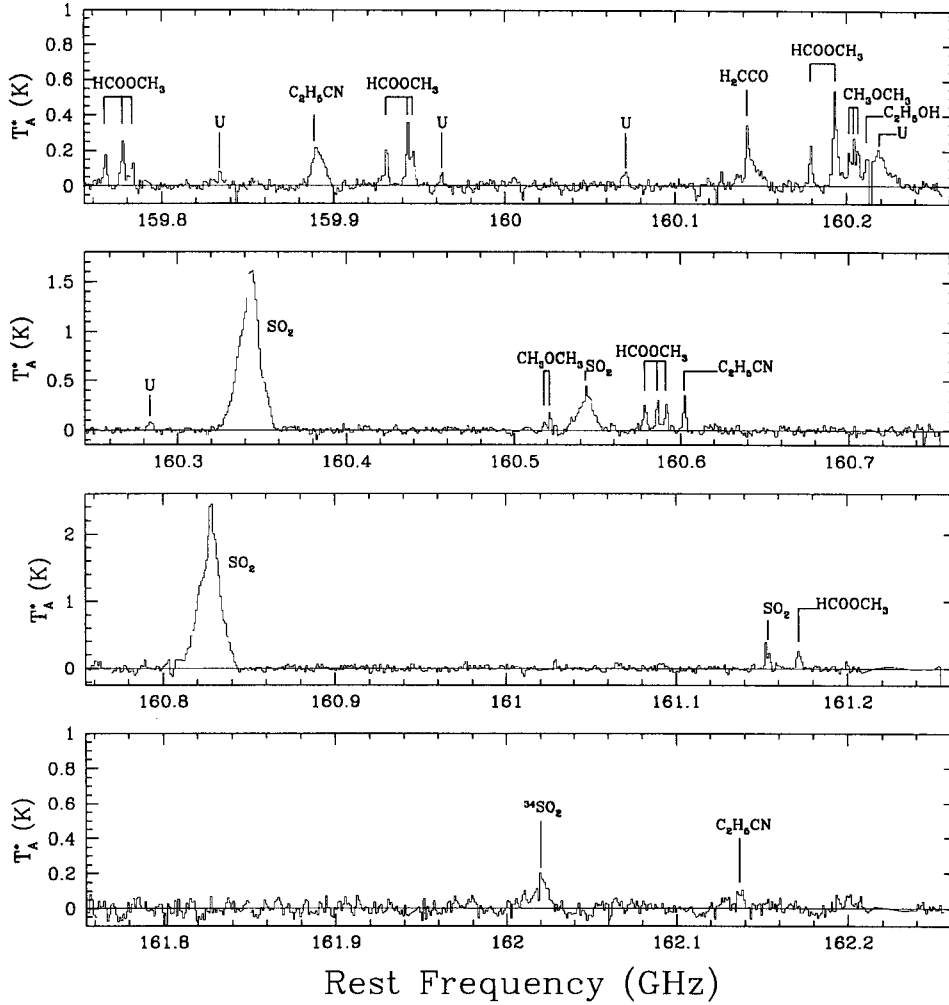 1
HCOOCH₃
C₂H₅CN
HCOOCH₃
H₂CCO
HCOOCH₃
CH₃OCH₃
C₂H₅OH
U
U
U
U
0.8
0.6
0.4
0.2
0
T*A (K)
159.8
159.9
160
160.1
160.2
1.5
1
0.5
0
T*A (K)
SO₂
U
CH₃OCH₃
SO₂
HCOOCH₃
C₂H₅CN
160.3
160.4
160.5
160.6
160.7
2
1
0
T*A (K)
SO₂
SO₂
HCOOCH₃
160.8
160.9
161
161.1
161.2
1
0.8
0.6
0.4
0.2
0
T*A (K)
³⁴SO₂
C₂H₅CN
161.8
161.9
162
162.1
162.2
Rest Frequency (GHz)